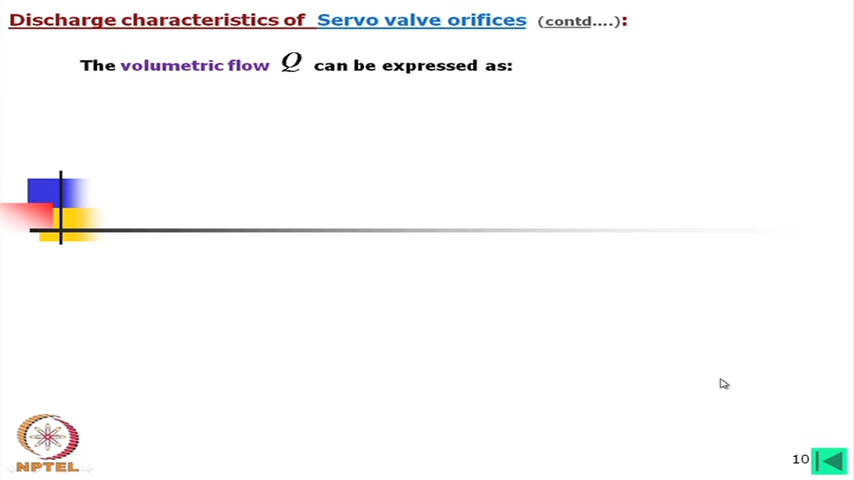 Discharge characteristics of Servo valve orifices (contd....):
The volumetric flow Q can be expressed as:
NPTEL
10